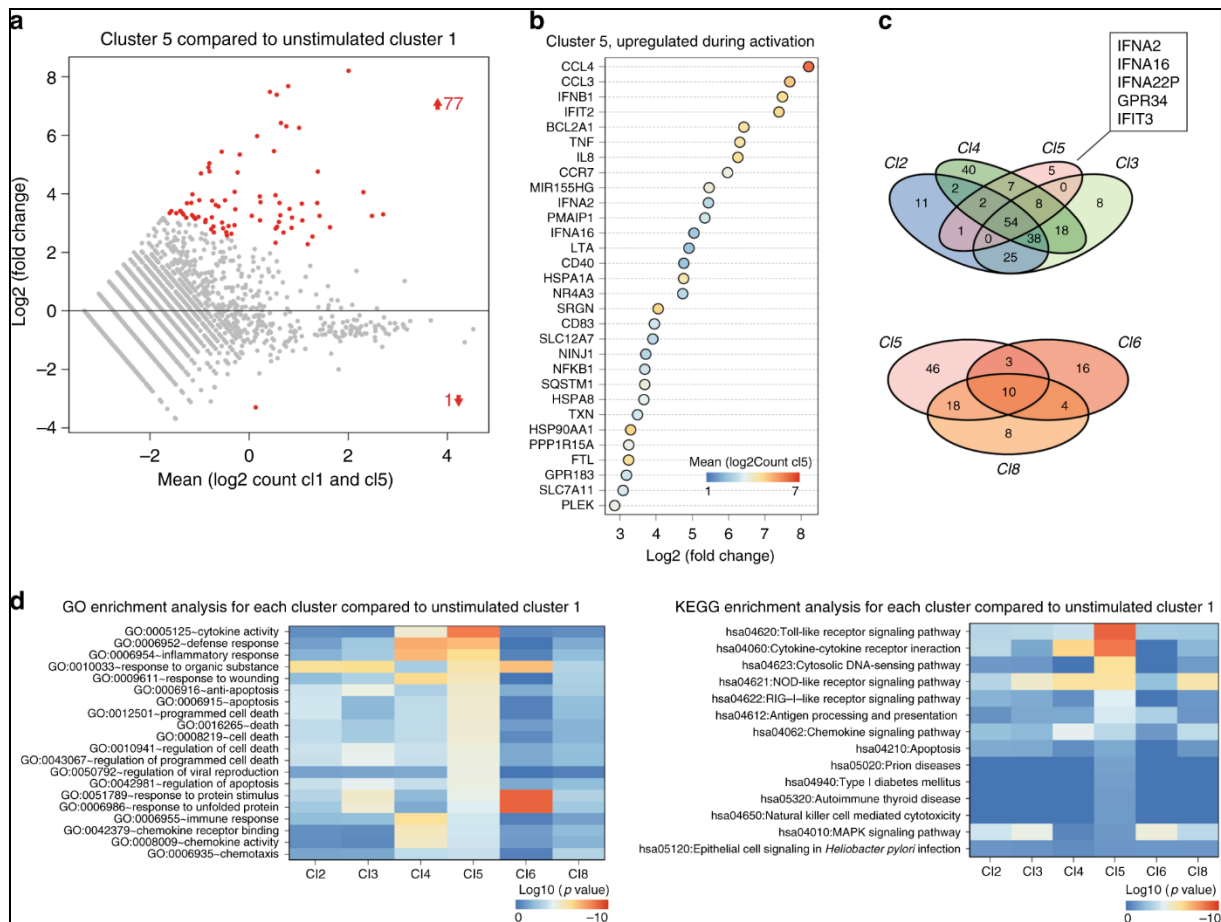 a
Cluster 5 compared to unstimulated cluster 1
8
6
4
2
0
−2
−4
Log2 (fold change)
77
1
−2
0
2
4
Mean (log2 count cl1 and cl5)
b
Cluster 5, upregulated during activation
CCL4
CCL3
IFNB1
IFIT2
BCL2A1
TNF
IL8
CCR7
MIR155HG
IFNA2
PMAIP1
IFNA16
LTA
CD40
HSPA1A
NR4A3
SRGN
CD83
SLC12A7
NINJ1
NFKB1
SQSTM1
HSPA8
TXN
HSP90AA1
PPP1R15A
FTL
GPR183
SLC7A11
PLEK
Mean (log2Count cl5)
1 7
3 4 5 6 7 8
Log2 (fold change)
c
IFNA2
IFNA16
IFNA22P
GPR34
IFIT3
Cl4 Cl5
Cl2 Cl3
40 5
2 7 0
11 2 8 8
54
1 0 38 18
25
Cl5 Cl6
46 3 16
10
18 4
8
Cl8
d
GO enrichment analysis for each cluster compared to unstimulated cluster 1
GO:0005125~cytokine activity
GO:0006952~defense response
GO:0006954~inflammatory response
GO:0010033~response to organic substance
GO:0009611~response to wounding
GO:0006916~anti-apoptosis
GO:0006915~apoptosis
GO:0012501~programmed cell death
GO:0016265~death
GO:0008219~cell death
GO:0010941~regulation of cell death
GO:0043067~regulation of programmed cell death
GO:0050792~regulation of viral reproduction
GO:0042981~regulation of apoptosis
GO:0051789~response to protein stimulus
GO:0006986~response to unfolded protein
GO:0006955~immune response
GO:0042379~chemokine receptor binding
GO:0008009~chemokine activity
GO:0006935~chemotaxis
Cl2 Cl3 Cl4 Cl5 Cl6 Cl8
Log10 (p value)
0 −10
KEGG enrichment analysis for each cluster compared to unstimulated cluster 1
hsa04620:Toll-like receptor signaling pathway
hsa04060:Cytokine-cytokine receptor ineraction
hsa04623:Cytosolic DNA-sensing pathway
hsa04621:NOD-like receptor signaling pathway
hsa04622:RIG–I–like receptor signaling pathway
hsa04612:Antigen processing and presentation
hsa04062:Chemokine signaling pathway
hsa04210:Apoptosis
hsa05020:Prion diseases
hsa04940:Type I diabetes mellitus
hsa05320:Autoimmune thyroid disease
hsa04650:Natural killer cell mediated cytotoxicity
hsa04010:MAPK signaling pathway
hsa05120:Epithelial cell signaling in Heliobacter pylori infection
Cl2 Cl3 Cl4 Cl5 Cl6 Cl8
Log10 (p value)
0 −10